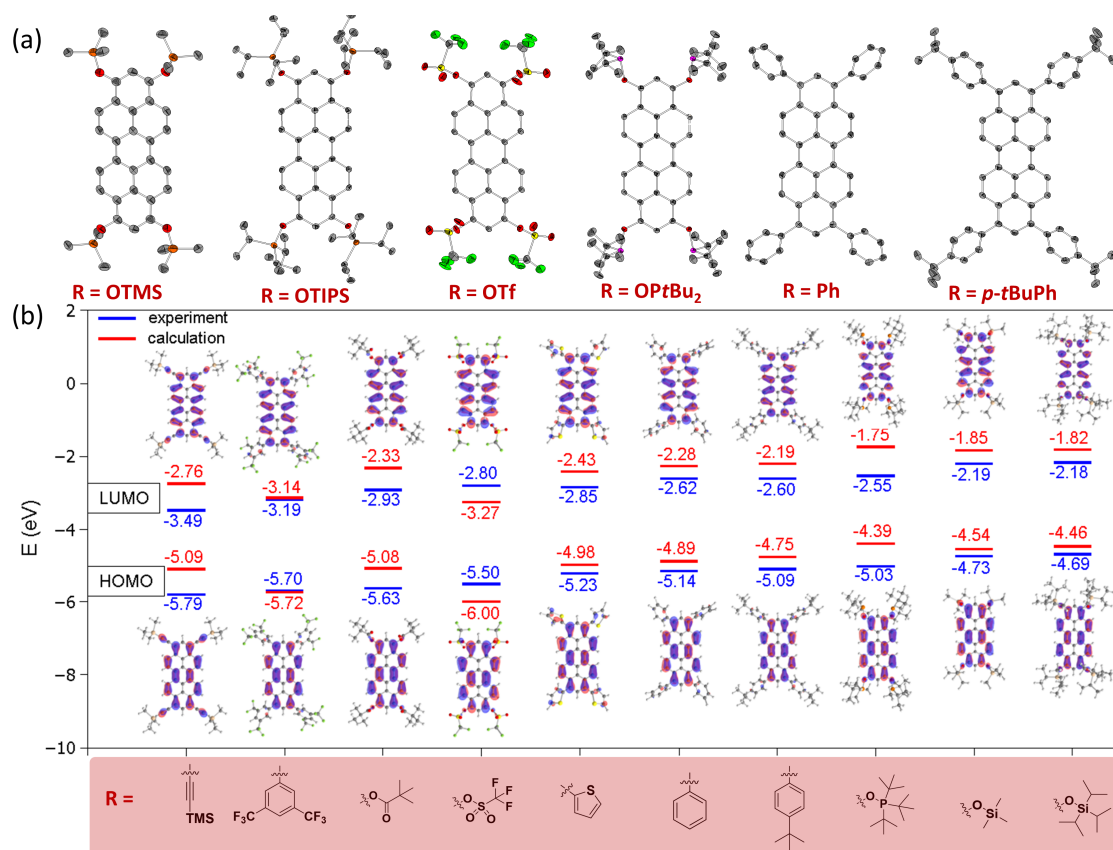 (a)
R = OTMS R = OTIPS R = OTf R = OPtBu₂ R = Ph R = p-tBuPh
(b)
experiment
calculation
E (eV)
2
0
−2
−4
−6
−8
−10
LUMO
HOMO
-2.76 -3.14 -2.33 -2.80 -2.43 -2.28 -2.19 -1.75 -1.85 -1.82
-3.49 -3.19 -2.93 -3.27 -2.85 -2.62 -2.60 -2.55 -2.19 -2.18
-5.09 -5.70 -5.08 -5.50 -4.98 -4.89 -4.75 -4.39 -4.54 -4.46
-5.79 -5.72 -5.63 -6.00 -5.23 -5.14 -5.09 -5.03 -4.73 -4.69
R =
TMS
F₃C CF₃
O O
O S O O F F F
S
O P
O Si
O Si